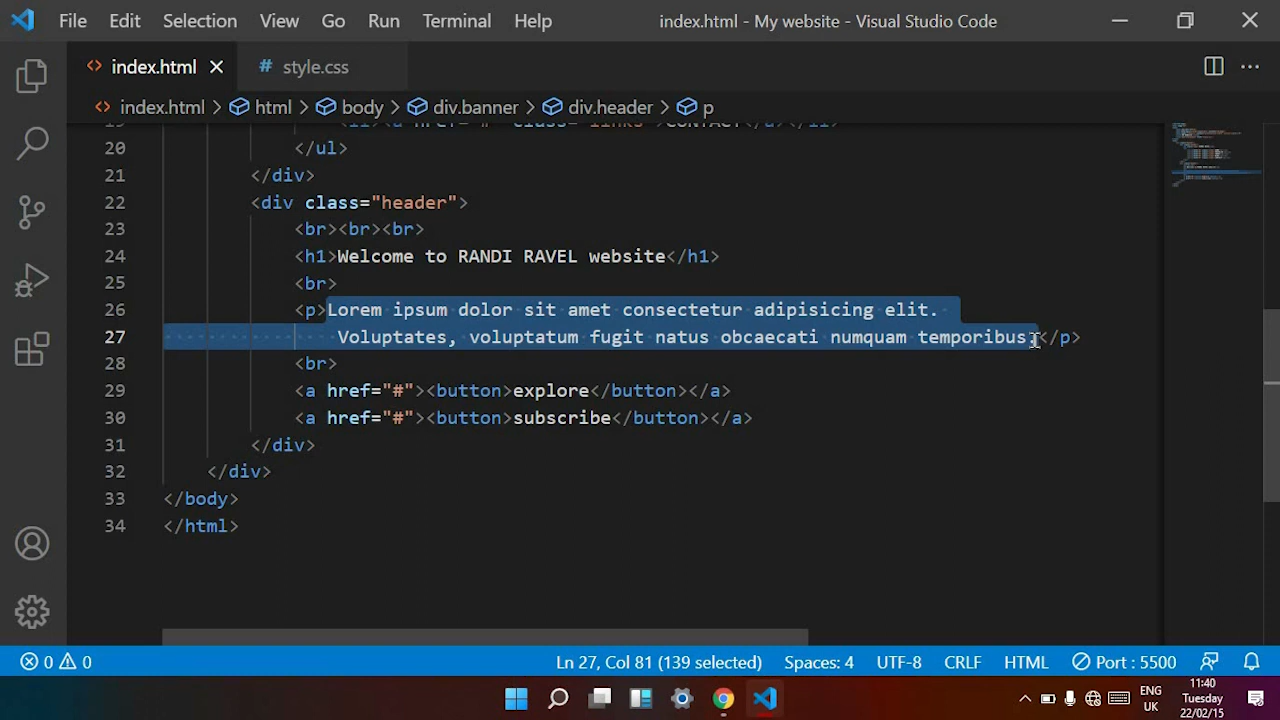 File Edit Selection View Go Run Terminal Help index.html - My website - Visual Studio Code
index.html style.css
index.html > html > body > div.banner > div.header > p
20 </ul>
21 </div>
22 <div class="header">
23 <br><br><br>
24 <h1>Welcome to RANDI RAVEL website</h1>
25 <br>
26 <p>Lorem ipsum dolor sit amet consectetur adipisicing elit.
27 Voluptates, voluptatum fugit natus obcaecati numquam temporibus.</p>
28 <br>
29 <a href="#"><button>explore</button></a>
30 <a href="#"><button>subscribe</button></a>
31 </div>
32 </div>
33 </body>
34 </html>
0 0 Ln 27, Col 81 (139 selected) Spaces: 4 UTF-8 CRLF HTML Port : 5500
ENG 11:40
UK Tuesday
22/02/15